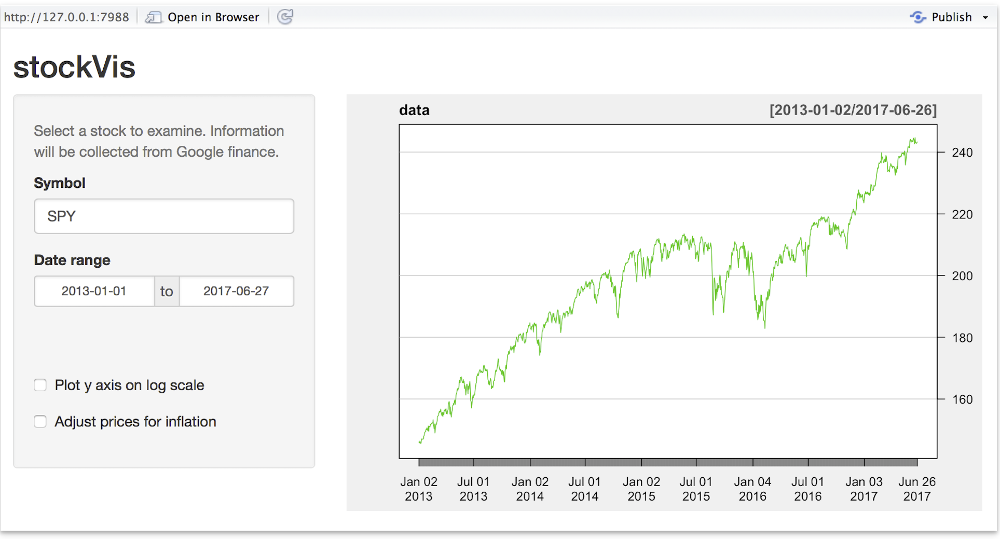 http://127.0.0.1:7988 Open in Browser Publish
stockVis
Select a stock to examine. Information
will be collected from Google finance.
Symbol
SPY
Date range
2013-01-01 to 2017-06-27
Plot y axis on log scale
Adjust prices for inflation
data [2013-01-02/2017-06-26]
240
220
200
180
160
Jan 02 Jul 01 Jan 02 Jul 01 Jan 02 Jul 01 Jan 04 Jul 01 Jan 03 Jun 26
2013 2013 2014 2014 2015 2015 2016 2016 2017 2017